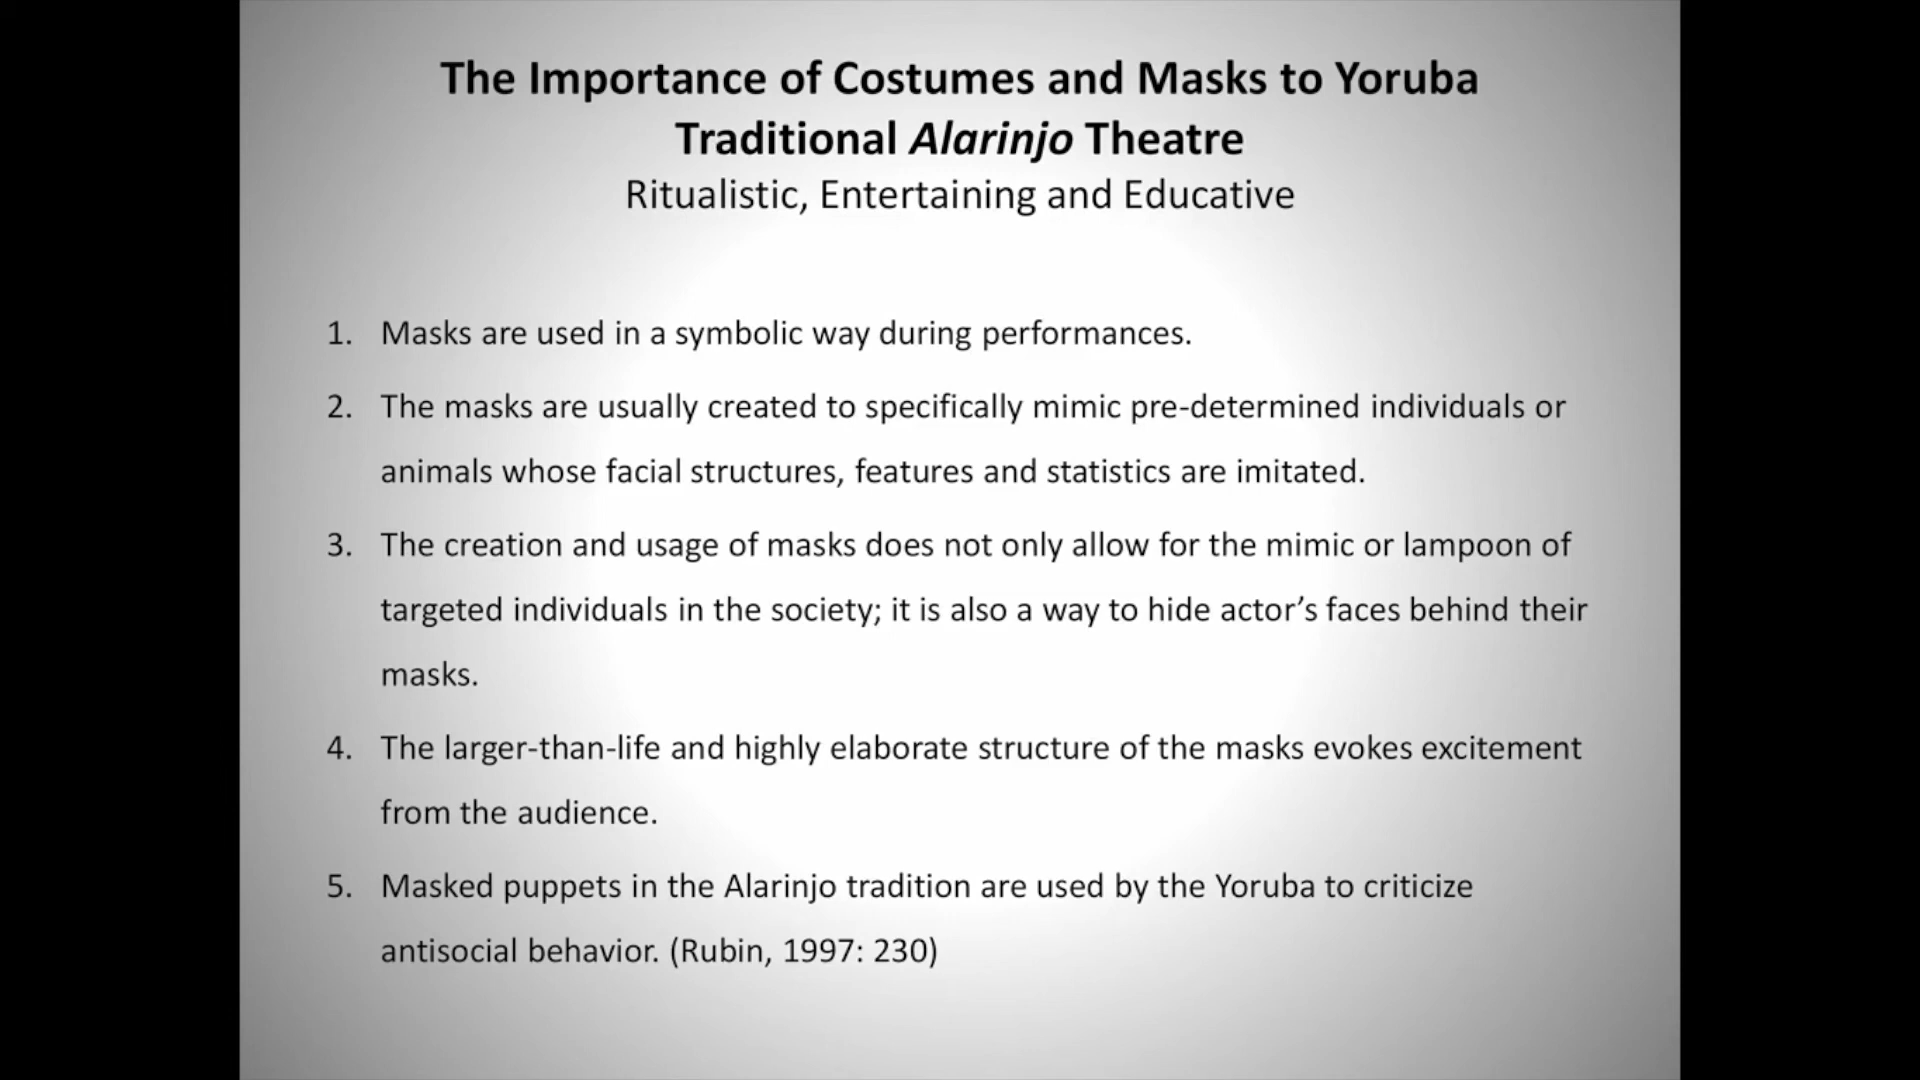 The Importance of Costumes and Masks to Yoruba
Traditional Alarinjo Theatre
Ritualistic, Entertaining and Educative
1. Masks are used in a symbolic way during performances.
2. The masks are usually created to specifically mimic pre-determined individuals or
animals whose facial structures, features and statistics are imitated.
3. The creation and usage of masks does not only allow for the mimic or lampoon of
targeted individuals in the society; it is also a way to hide actor’s faces behind their
masks.
4. The larger-than-life and highly elaborate structure of the masks evokes excitement
from the audience.
5. Masked puppets in the Alarinjo tradition are used by the Yoruba to criticize
antisocial behavior. (Rubin, 1997: 230)